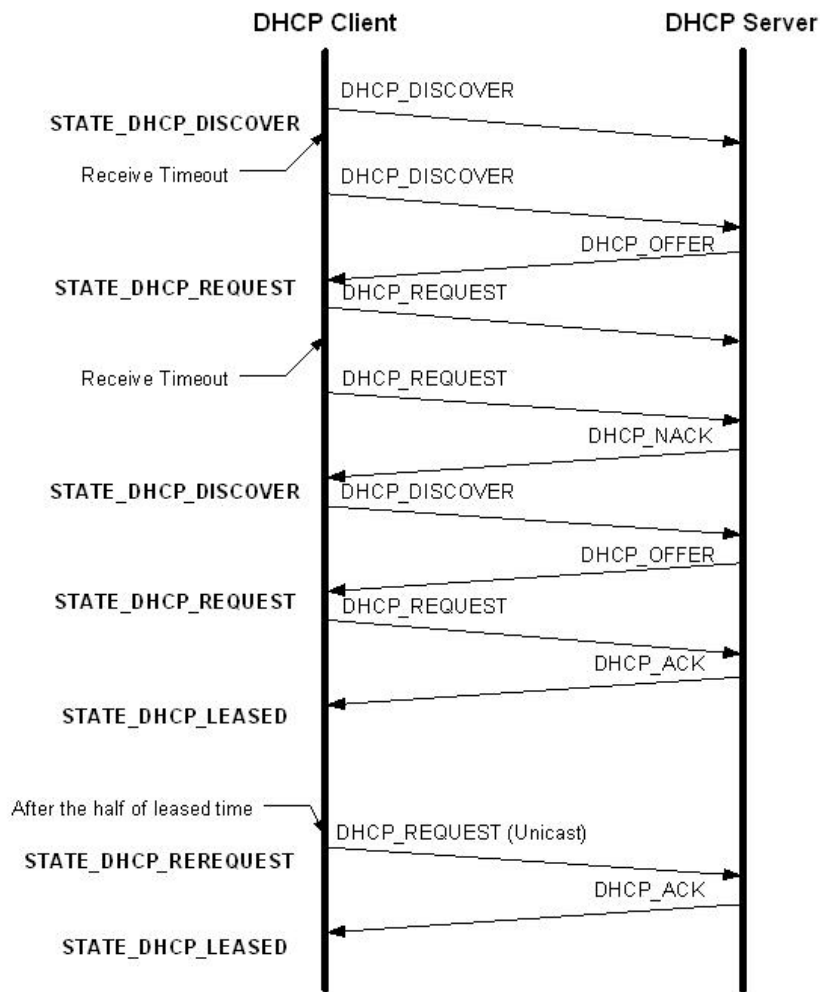 DHCP Client
DHCP Server
DHCP_DISCOVER
STATE_DHCP_DISCOVER
Receive Timeout
DHCP_DISCOVER
DHCP_OFFER
STATE_DHCP_REQUEST
DHCP_REQUEST
Receive Timeout
DHCP_REQUEST
DHCP_NACK
STATE_DHCP_DISCOVER
DHCP_DISCOVER
DHCP_OFFER
STATE_DHCP_REQUEST
DHCP_REQUEST
DHCP_ACK
STATE_DHCP_LEASED
After the half of leased time
DHCP_REQUEST (Unicast)
STATE_DHCP_REREQUEST
DHCP_ACK
STATE_DHCP_LEASED